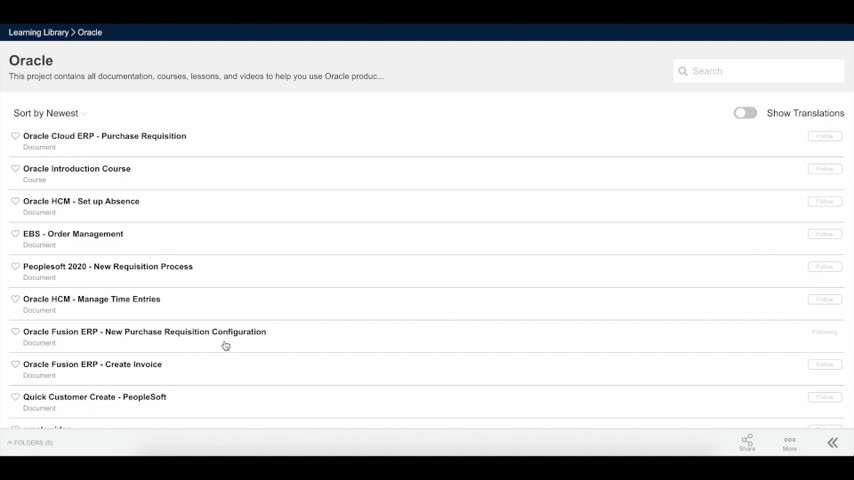 Learning Library > Oracle
Oracle
This project contains all documentation, courses, lessons, and videos to help you use Oracle produc...
Search
Sort by Newest
Show Translations
Oracle Cloud ERP - Purchase Requisition
Follow
Document
Oracle Introduction Course
Follow
Course
Oracle HCM - Set up Absence
Follow
Document
EBS - Order Management
Follow
Document
Peoplesoft 2020 - New Requisition Process
Follow
Document
Oracle HCM - Manage Time Entries
Follow
Document
Oracle Fusion ERP - New Purchase Requisition Configuration
Following
Document
Oracle Fusion ERP - Create Invoice
Follow
Document
Quick Customer Create - PeopleSoft
Follow
Document
FOLDERS (5)
Share
More